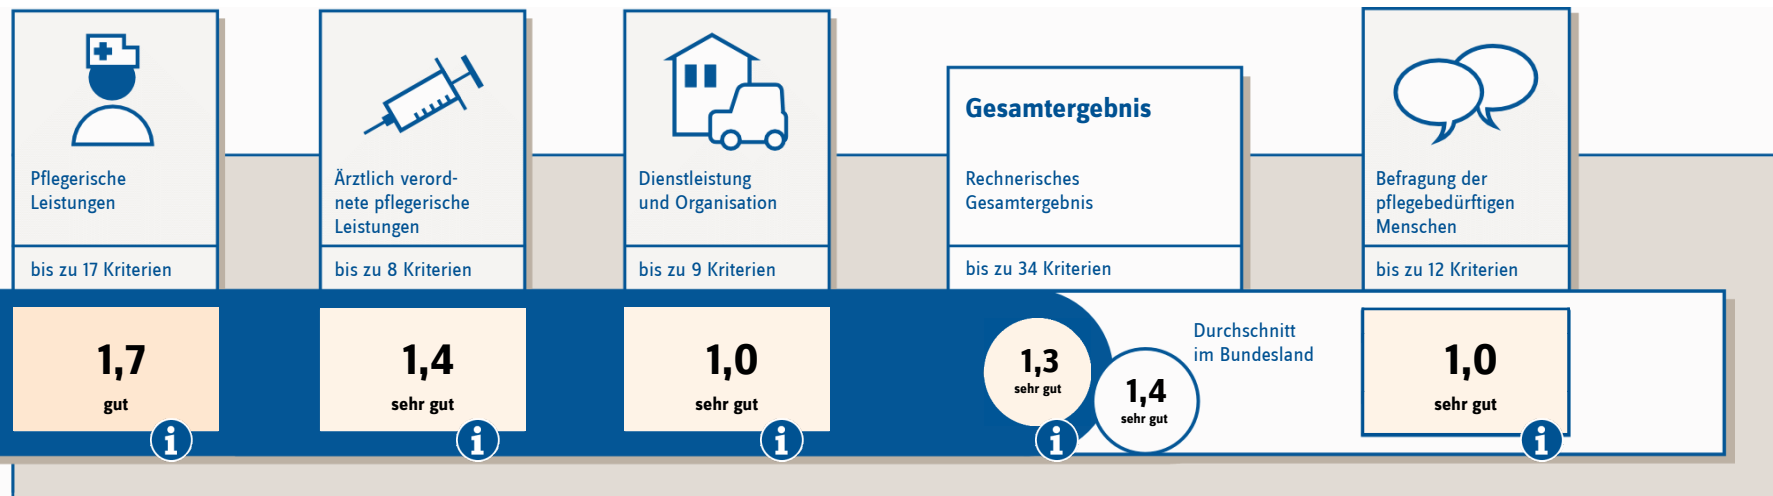 Pflegerische
Leistungen
bis zu 17 Kriterien
1,7
gut
i
Ärztlich verord-
nete pflegerische
Leistungen
bis zu 8 Kriterien
1,4
sehr gut
i
Dienstleistung
und Organisation
bis zu 9 Kriterien
1,0
sehr gut
i
Gesamtergebnis
Rechnerisches
Gesamtergebnis
bis zu 34 Kriterien
1,3
sehr gut
i
Durchschnitt
im Bundesland
1,4
sehr gut
Befragung der
pflegebedürftigen
Menschen
bis zu 12 Kriterien
1,0
sehr gut
i